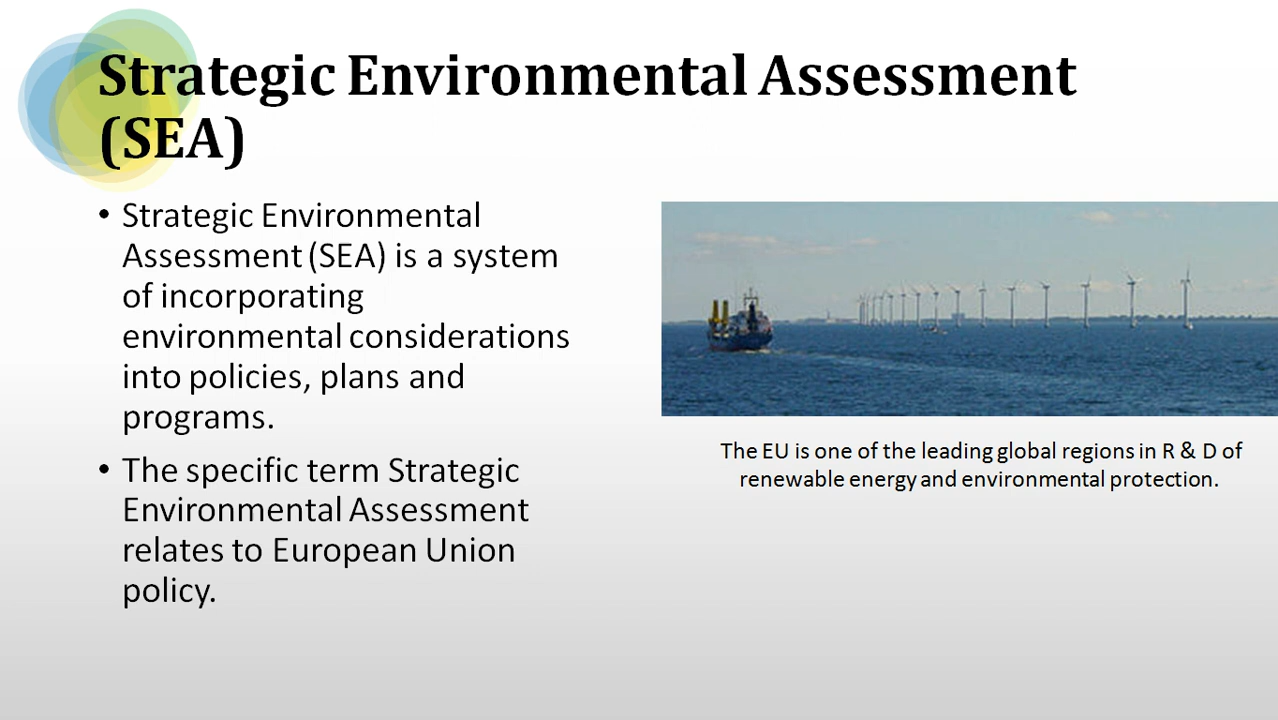 Strategic Environmental Assessment
(SEA)
• Strategic Environmental
Assessment (SEA) is a system
of incorporating
environmental considerations
into policies, plans and
programs.
• The specific term Strategic
Environmental Assessment
relates to European Union
policy.
The EU is one of the leading global regions in R & D of
renewable energy and environmental protection.